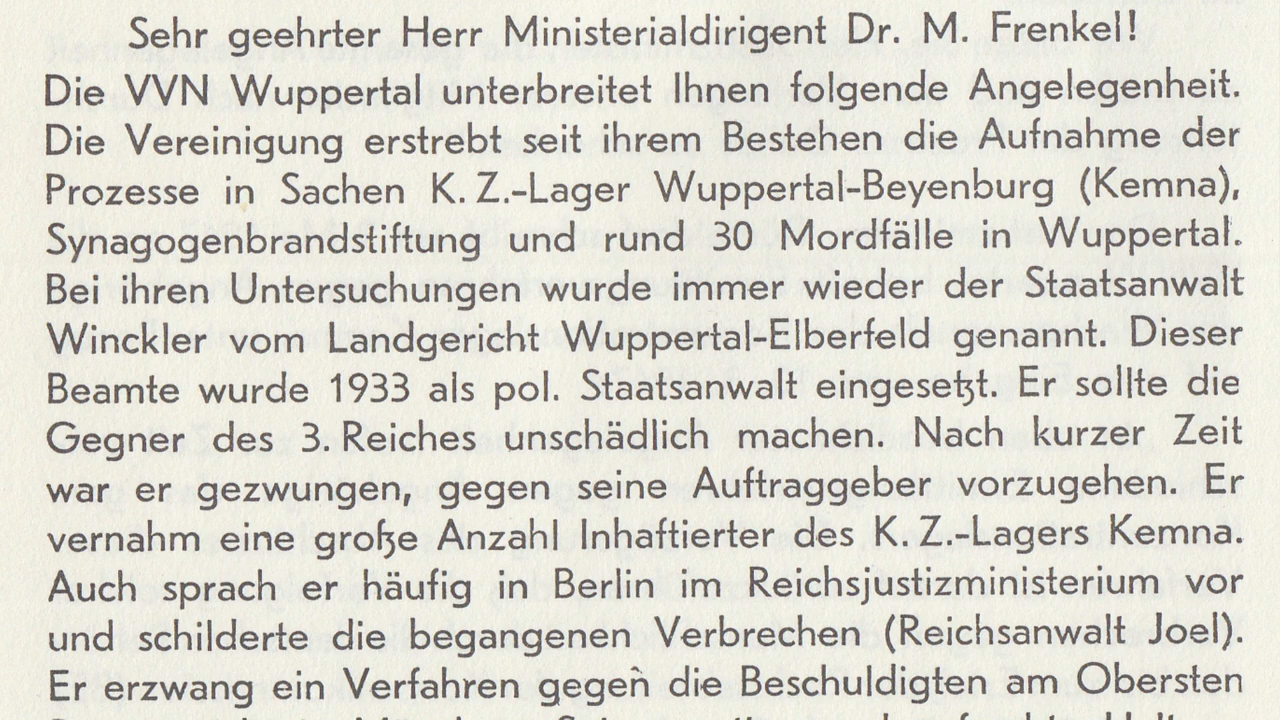 Sehr geehrter Herr Ministerialdirigent Dr. M. Frenkel!
Die VVN Wuppertal unterbreitet Ihnen folgende Angelegenheit.
Die Vereinigung erstrebt seit ihrem Bestehen die Aufnahme der
Prozesse in Sachen K. Z.-Lager Wuppertal-Beyenburg (Kemna),
Synagogenbrandstiftung und rund 30 Mordfälle in Wuppertal.
Bei ihren Untersuchungen wurde immer wieder der Staatsanwalt
Winckler vom Landgericht Wuppertal-Elberfeld genannt. Dieser
Beamte wurde 1933 als pol. Staatsanwalt eingesetzt. Er sollte die
Gegner des 3. Reiches unschädlich machen. Nach kurzer Zeit
war er gezwungen, gegen seine Auftraggeber vorzugehen. Er
vernahm eine große Anzahl Inhaftierter des K. Z.-Lagers Kemna.
Auch sprach er häufig in Berlin im Reichsjustizministerium vor
und schilderte die begangenen Verbrechen (Reichsanwalt Joel).
Er erzwang ein Verfahren gegen die Beschuldigten am Obersten